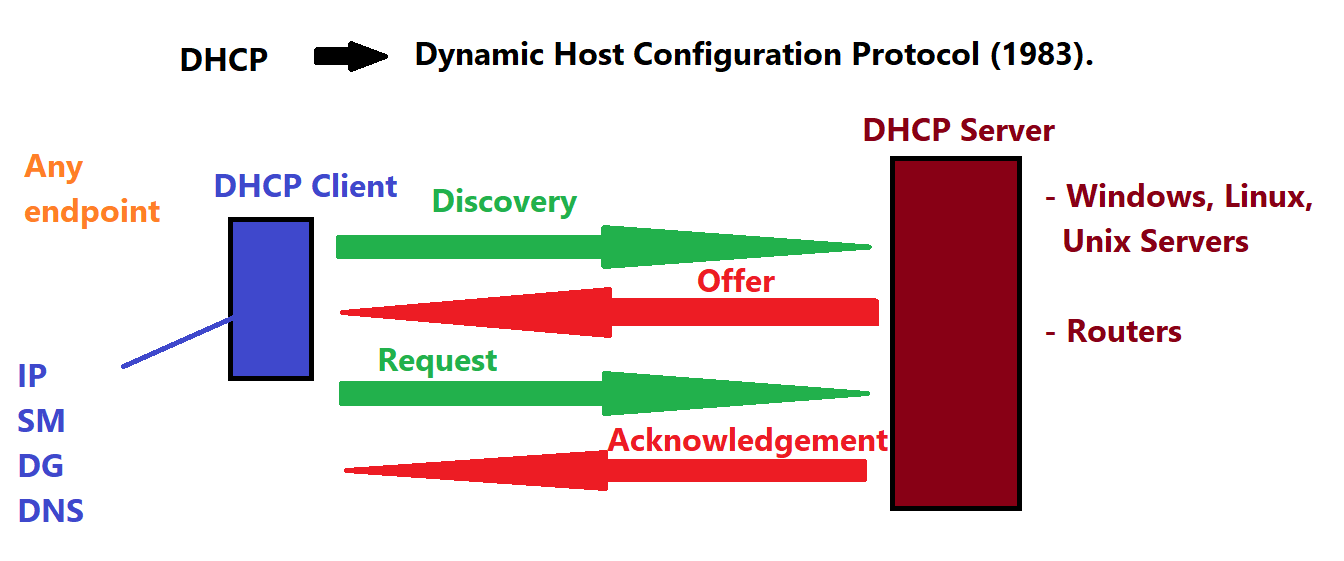 DHCP Dynamic Host Configuration Protocol (1983).
DHCP Server
Any
endpoint
DHCP Client
Discovery
- Windows, Linux,
Unix Servers
Offer
- Routers
Request
IP
SM
DG
DNS
Acknowledgement